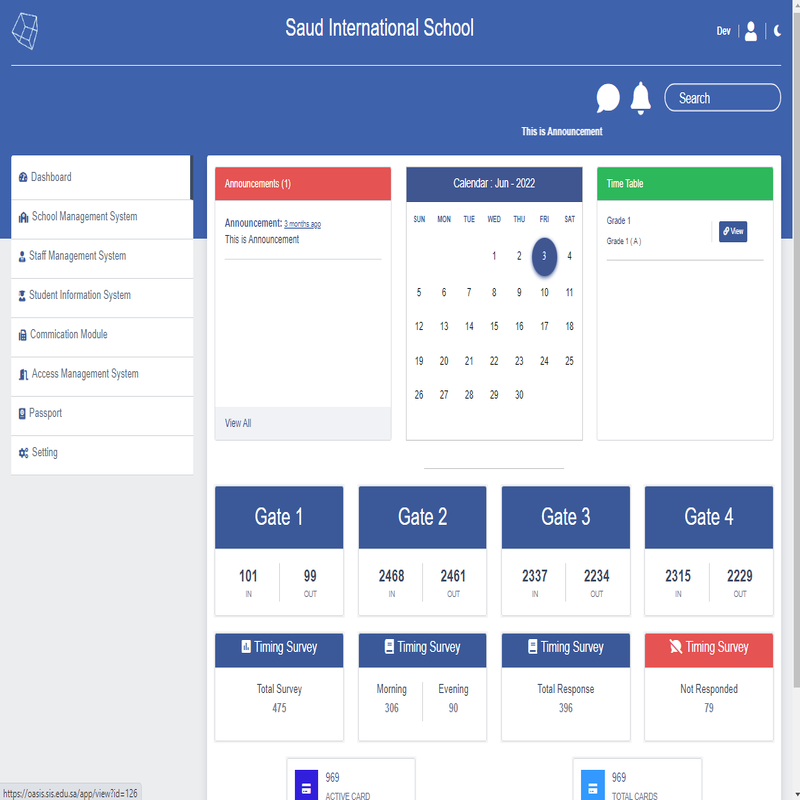 Saud International School
Dev
Search
This is Announcement
Dashboard
School Management System
Staff Management System
Student Information System
Commication Module
Access Management System
Passport
Setting
Announcements (1)
Announcement: 3 months ago
This is Announcement
View All
Calendar : Jun - 2022
SUN MON TUE WED THU FRI SAT
1 2 3 4
5 6 7 8 9 10 11
12 13 14 15 16 17 18
19 20 21 22 23 24 25
26 27 28 29 30
Time Table
Grade 1
Grade 1 ( A )
View
Gate 1
101 99
IN OUT
Gate 2
2468 2461
IN OUT
Gate 3
2337 2234
IN OUT
Gate 4
2315 2229
IN OUT
Timing Survey
Total Survey
475
Timing Survey
Morning Evening
306 90
Timing Survey
Total Response
396
Timing Survey
Not Responded
79
969
ACTIVE CARD
969
TOTAL CARDS
https://oasis.sis.edu.sa/app/view?id=126